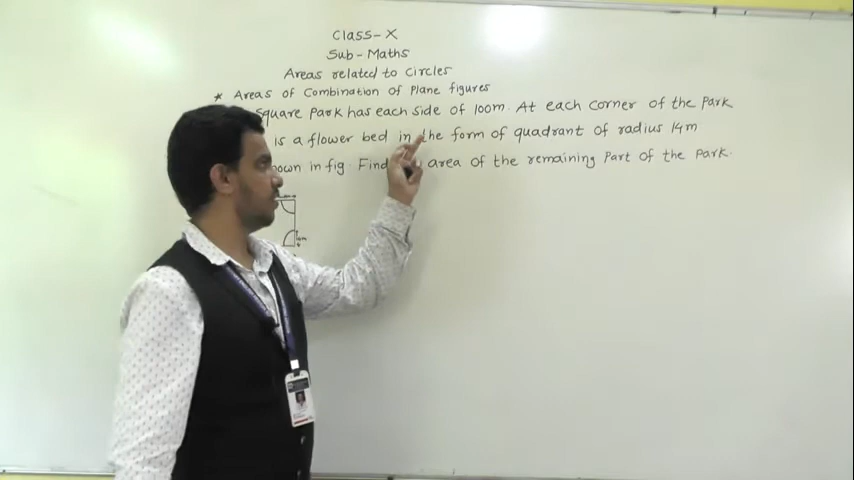 Class-X
Sub-Maths
Areas related to Circles
* Areas of Combination of Plane figures
Square Park has each side of 100m. At each corner of the Park
is a flower bed in the form of quadrant of radius 14m
in fig. Find area of the remaining Part of the Park.
14m